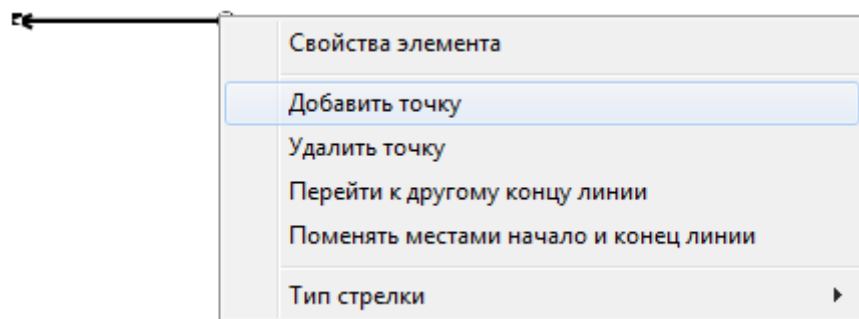 Свойства элемента
Добавить точку
Удалить точку
Перейти к другому концу линии
Поменять местами начало и конец линии
Тип стрелки